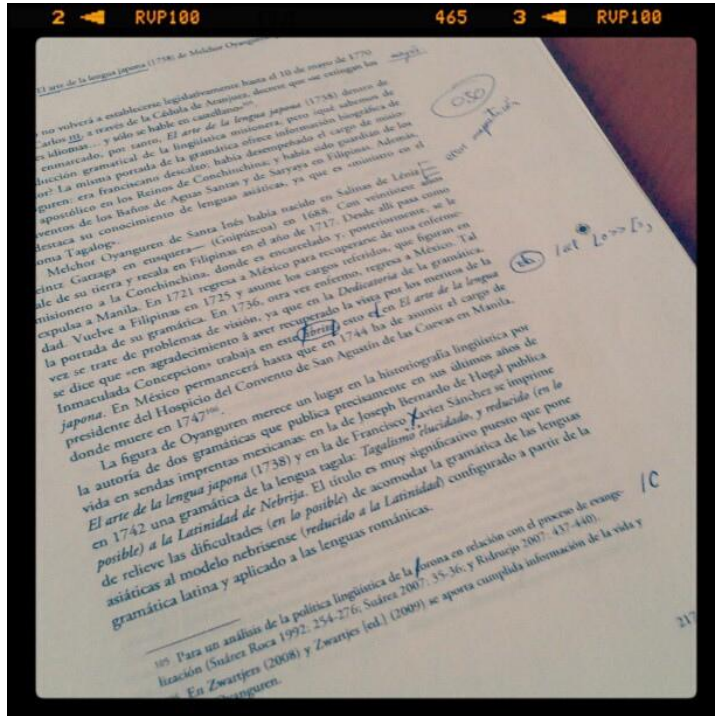 2 RVP100 465 3 RVP100
El arte de la lengua japona (1738) de Melchor Oyanguren
no volverá a establecerse legislativamente hasta el 10 de mayo de 1770
Carlos III, a través de la Cédula de Aranjuez, decrete que «se extingan los
es idiomas… y sólo se hable en castellano»
enmarcado, por tanto, El arte de la lengua japona (1738) dentro de
ducción gramatical de la lingüística misionera, pero ¿qué sabemos de
or? La misma portada de la gramática ofrece información biográfica de
guren: era franciscano descalzo; había desempeñado el cargo de misio-
apostólico en los Reinos de Conchinchina; y había sido guardián de los
ventos de los Baños de Aguas Santas y de Saryaya en Filipinas. Además,
destaca su conocimiento de lenguas asiáticas, ya que es «ministro en el
oma Tagalog».
Melchor Oyanguren de Santa Inés había nacido en Salinas de Léniz
Garaga en (Guipúzcoa) en 1688. Con veintinueve años
ale de su tierra y recala en Filipinas en el año de 1717. Desde allí pasa como
misionero a la Conchinchina, donde es encarcelado y, posteriormente, se le
expulsa a Manila. En 1721 regresa a México para recuperarse de una enferme-
dad. Vuelve a Filipinas en 1725 y asume los cargos referidos, que figuran en
la portada de su gramática. En 1736, otra vez enfermo, regresa a México. Tal
vez se trate de problemas de visión, ya que en la Dedicatoria de la gramática,
se dice que «en agradecimiento á aver recuperado la vista por los meritos de la
Inmaculada Concepcion» trabaja en este esto en El arte de la lengua
japona. En México permanecerá hasta que en 1744 ha de asumir el cargo de
presidente del Hospicio del Convento de San Agustín de las Cuevas en Manila,
donde muere en 1747106.
La figura de Oyanguren merece un lugar en la historiografía lingüística por
la autoría de dos gramáticas que publica precisamente en sus últimos años de
vida en sendas imprentas mexicanas: en la de Joseph Bernardo de Hogal publica
El arte de la lengua japona (1738) y en la de Francisco Xavier Sánchez se imprime
en 1742 una gramática de la lengua tagala: Tagalismo elucidado, y reducido (en lo
posible) a la Latinidad de Nebrija. El título es muy significativo puesto que pone
de relieve las dificultades (en lo posible) de acomodar la gramática de las lenguas
asiáticas al modelo nebrisense (reducido a la Latinidad) configurado a partir de la
gramática latina y aplicado a las lenguas románicas.
/C
105 Para un análisis de la política lingüística de la orona en relación con el proceso de evange-
lización (Suárez Roca 1992: 254-276; Suárez 2007: 35-36; y Ridruejo 2007: 437-440).
En Zwartjes (2008) y Zwartjes [ed.] (2009) se aporta cumplida información de la vida y
Oyanguren.
217